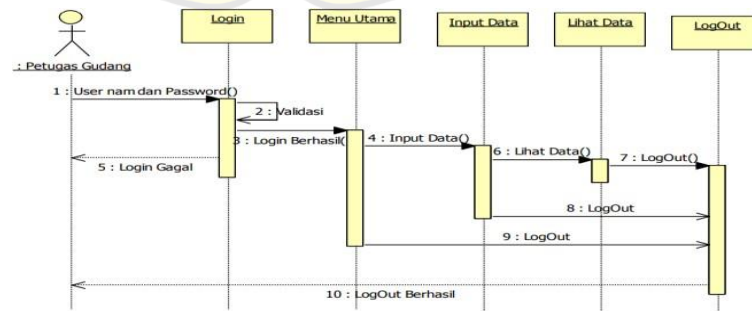 Login
Menu Utama
Input Data
Lihat Data
LogOut
: Petugas Gudang
1 : User nam dan Password()
2 : Validasi
3 : Login Berhasil(
4 : Input Data()
6 : Lihat Data()
7 : LogOut()
5 : Login Gagal
8 : LogOut
9 : LogOut
10 : LogOut Berhasil